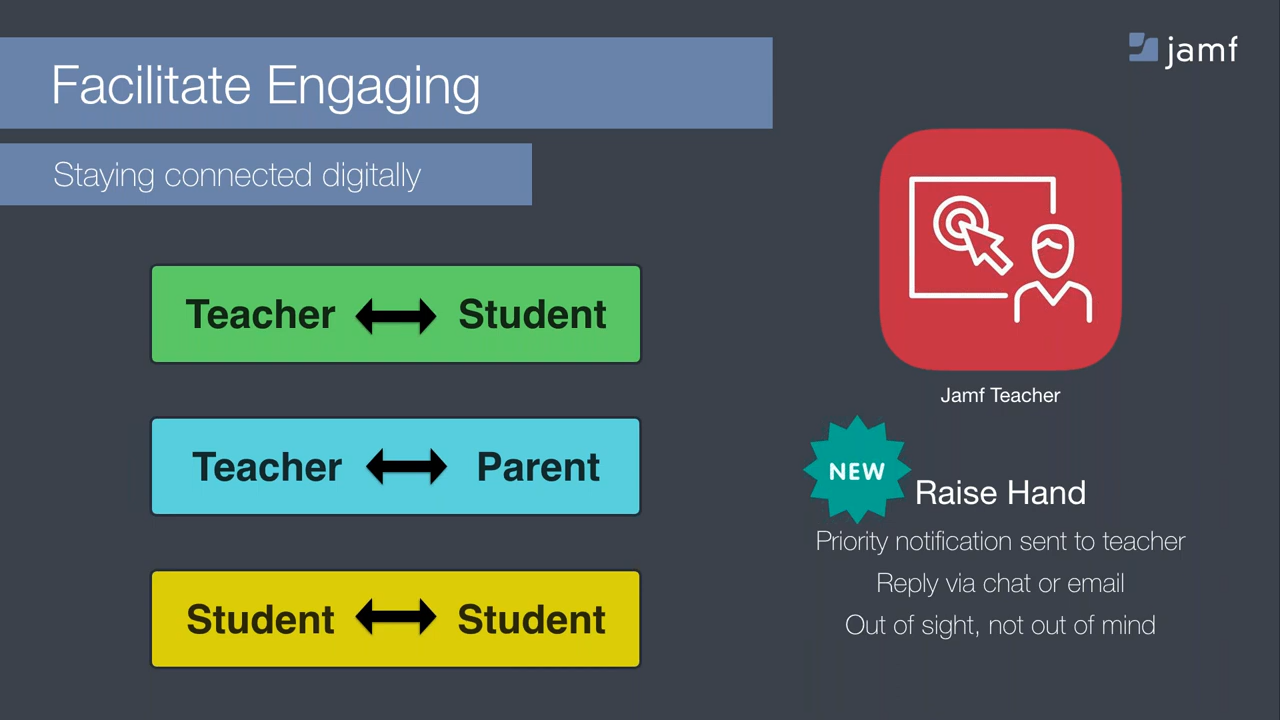 jamf
Facilitate Engaging
Staying connected digitally
Teacher Student
Teacher Parent
Student Student
Jamf Teacher
NEW
Raise Hand
Priority notification sent to teacher
Reply via chat or email
Out of sight, not out of mind